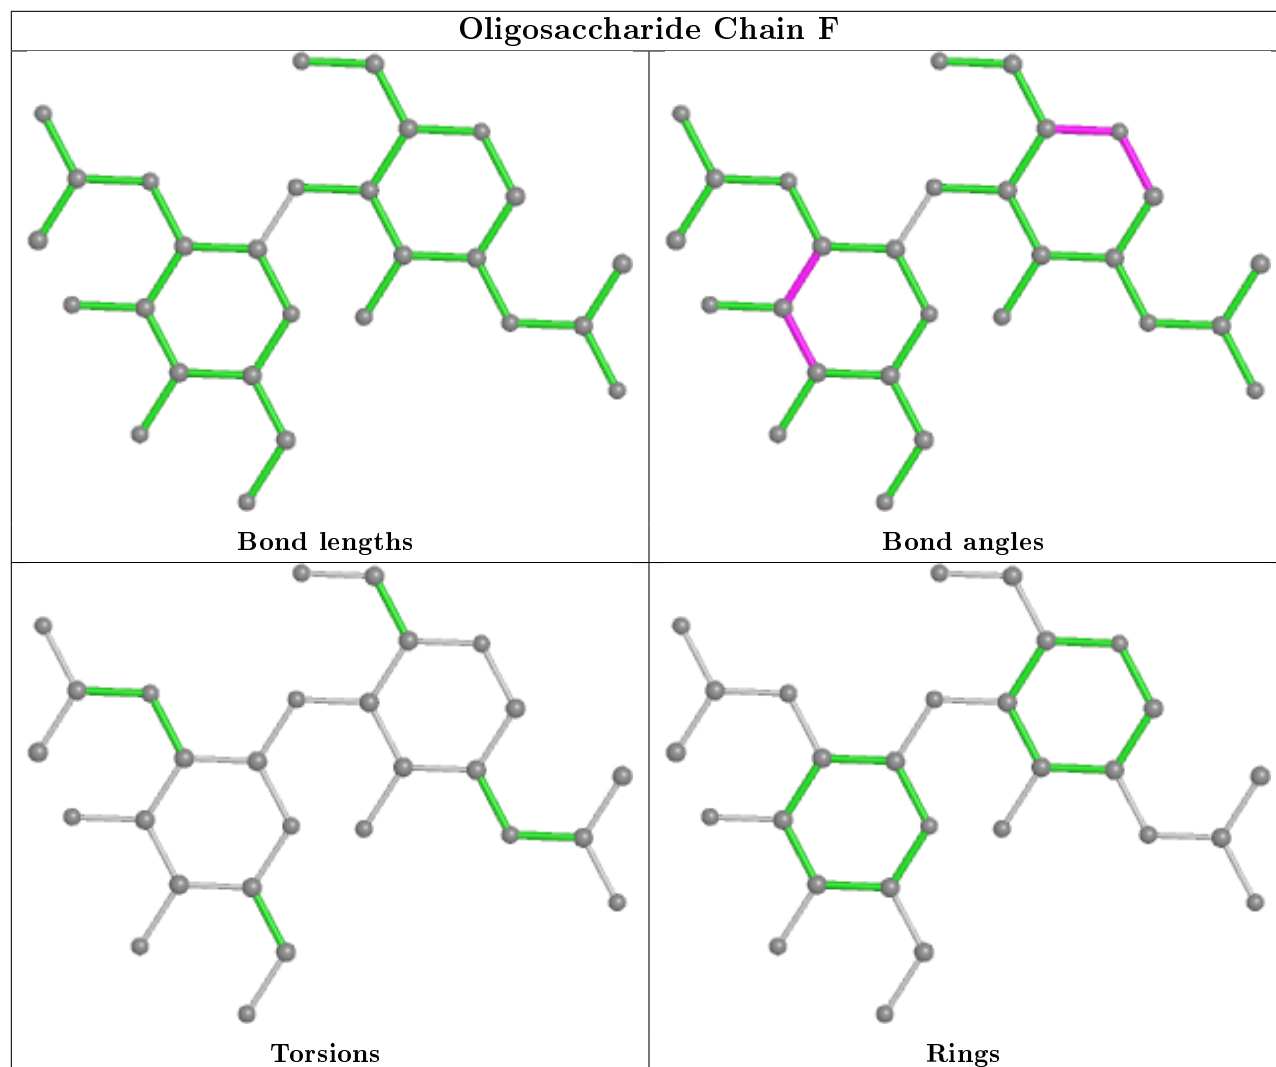 Oligosaccharide Chain F
Bond lengths
Bond angles
Torsions
Rings